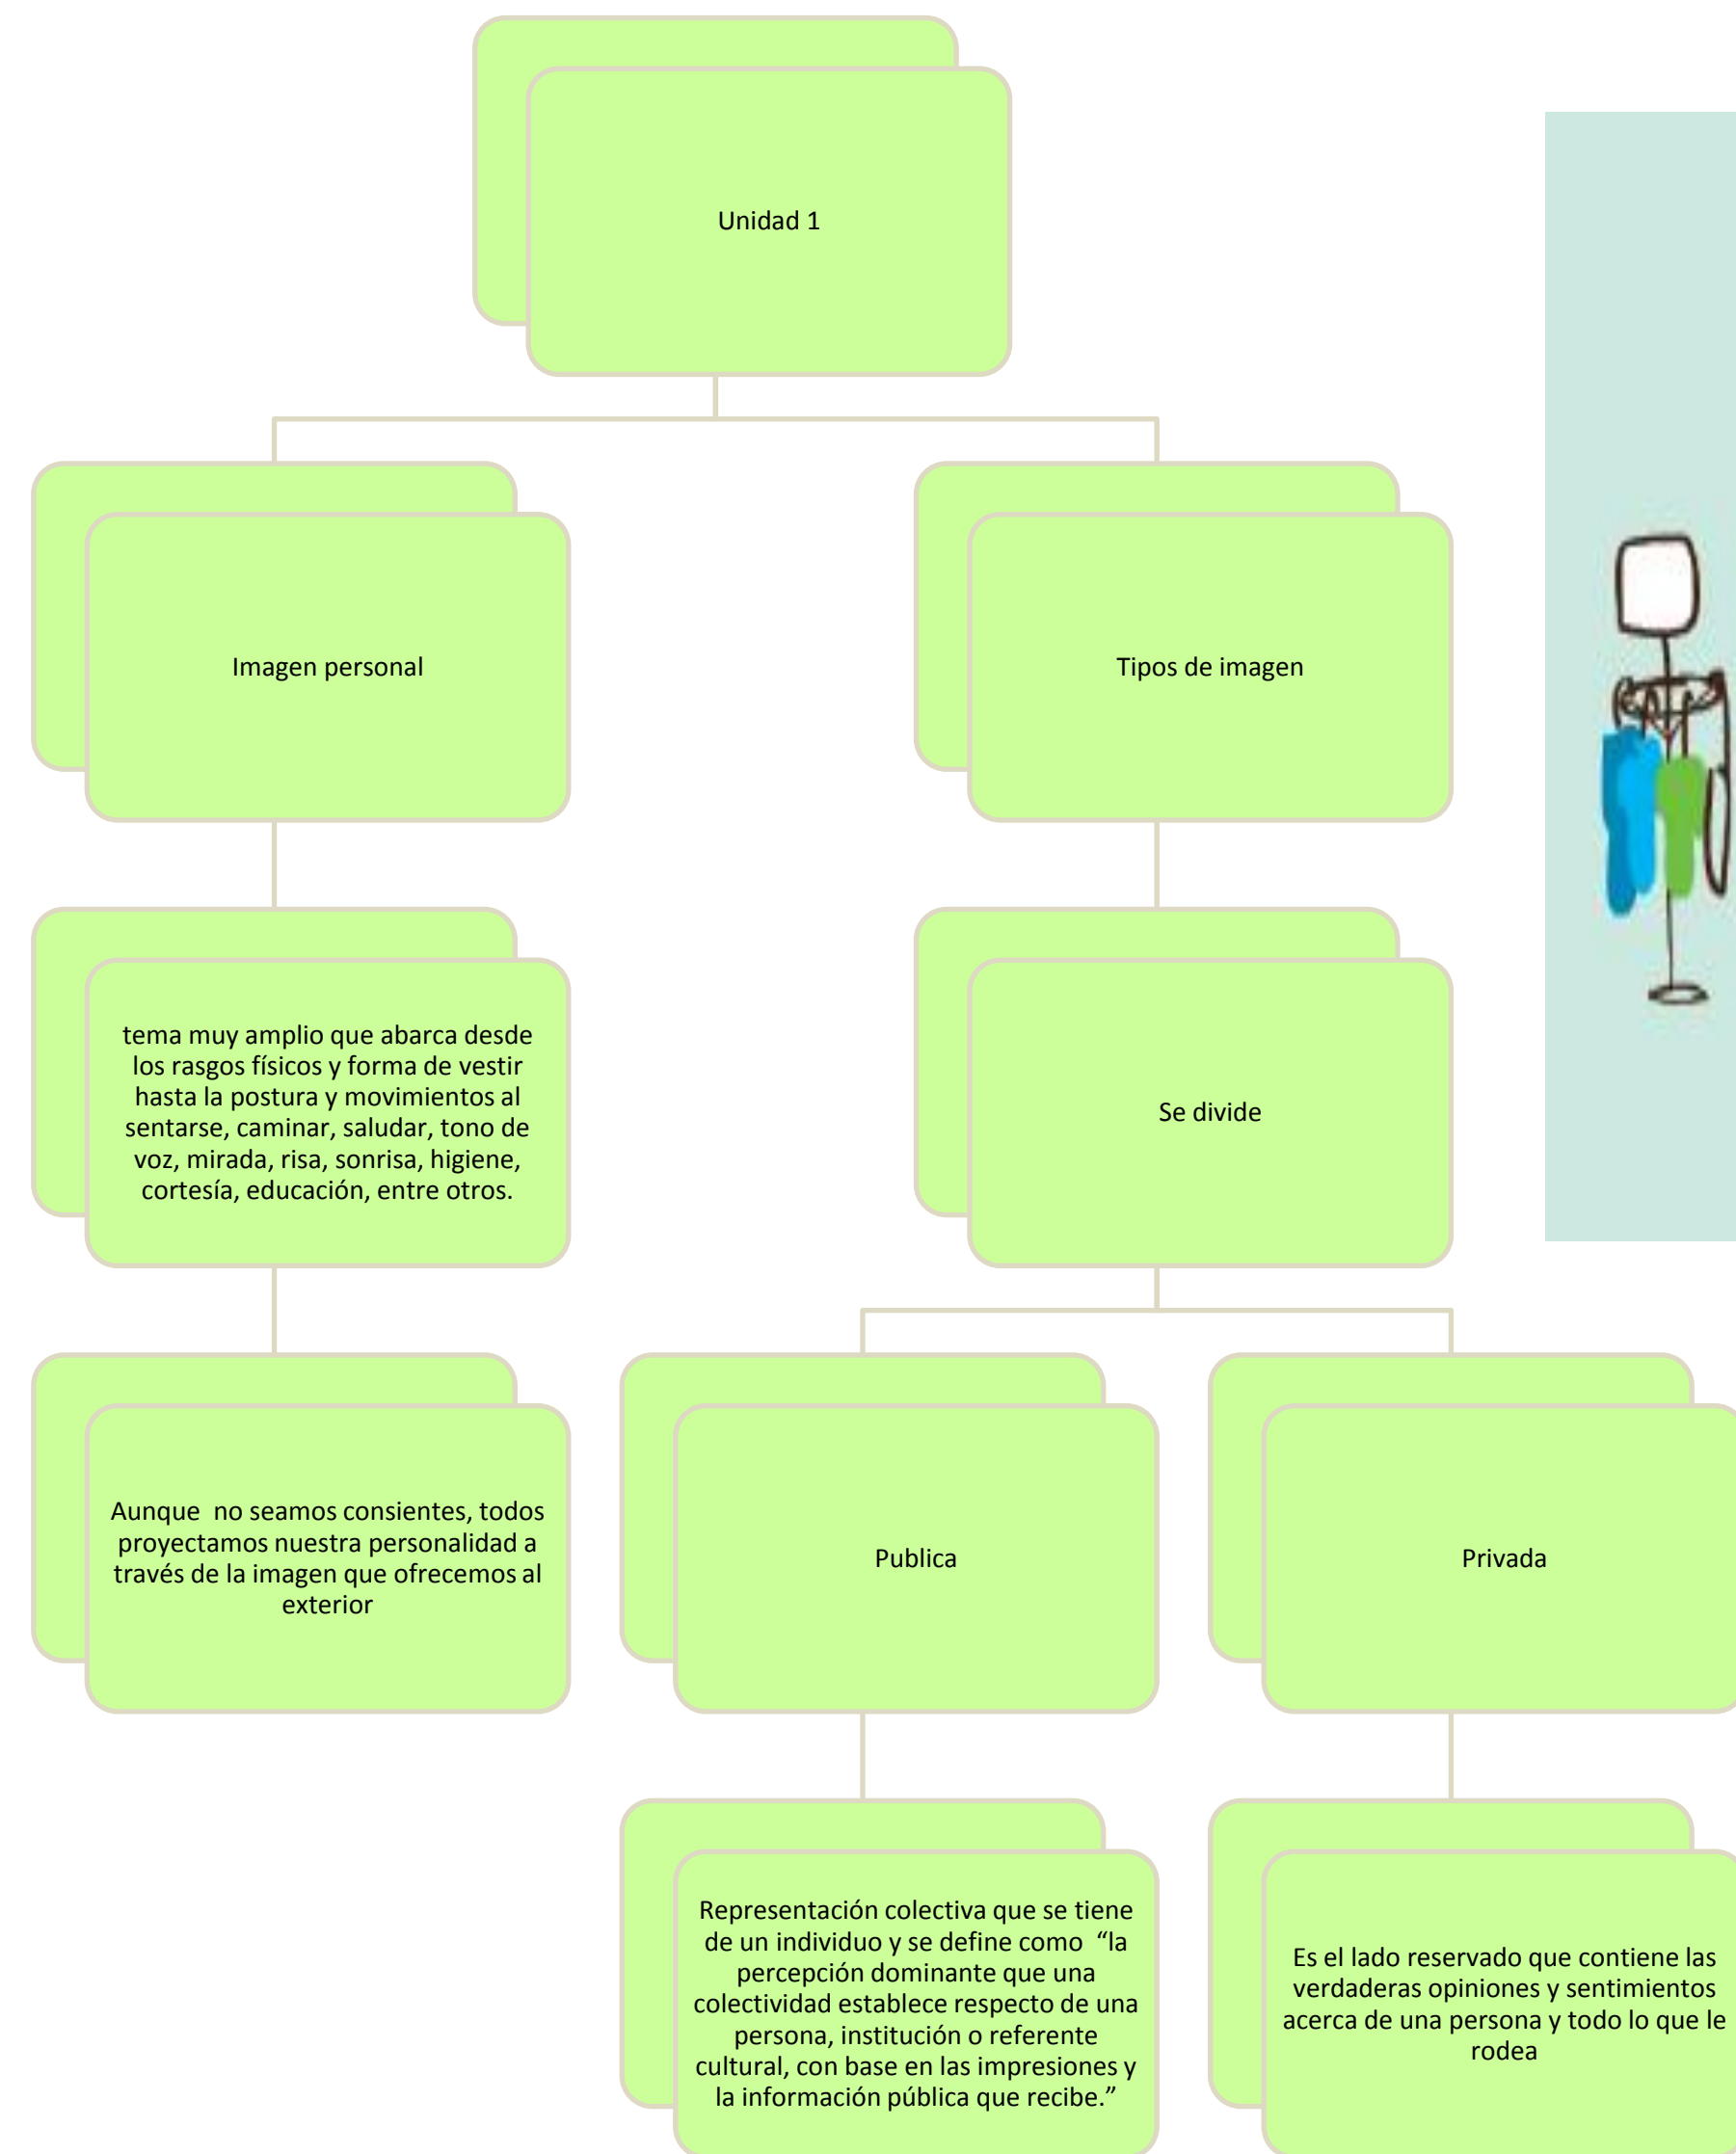 Unidad 1
Imagen personal
Tipos de imagen
tema muy amplio que abarca desde
los rasgos físicos y forma de vestir
hasta la postura y movimientos al
sentarse, caminar, saludar, tono de
voz, mirada, risa, sonrisa, higiene,
cortesía, educación, entre otros.
Se divide
Aunque  no seamos consientes, todos
proyectamos nuestra personalidad a
través de la imagen que ofrecemos al
exterior
Publica
Privada
Representación colectiva que se tiene
de un individuo y se define como  “la
percepción dominante que una
colectividad establece respecto de una
persona, institución o referente
cultural, con base en las impresiones y
la información pública que recibe.”
Es el lado reservado que contiene las
verdaderas opiniones y sentimientos
acerca de una persona y todo lo que le
rodea